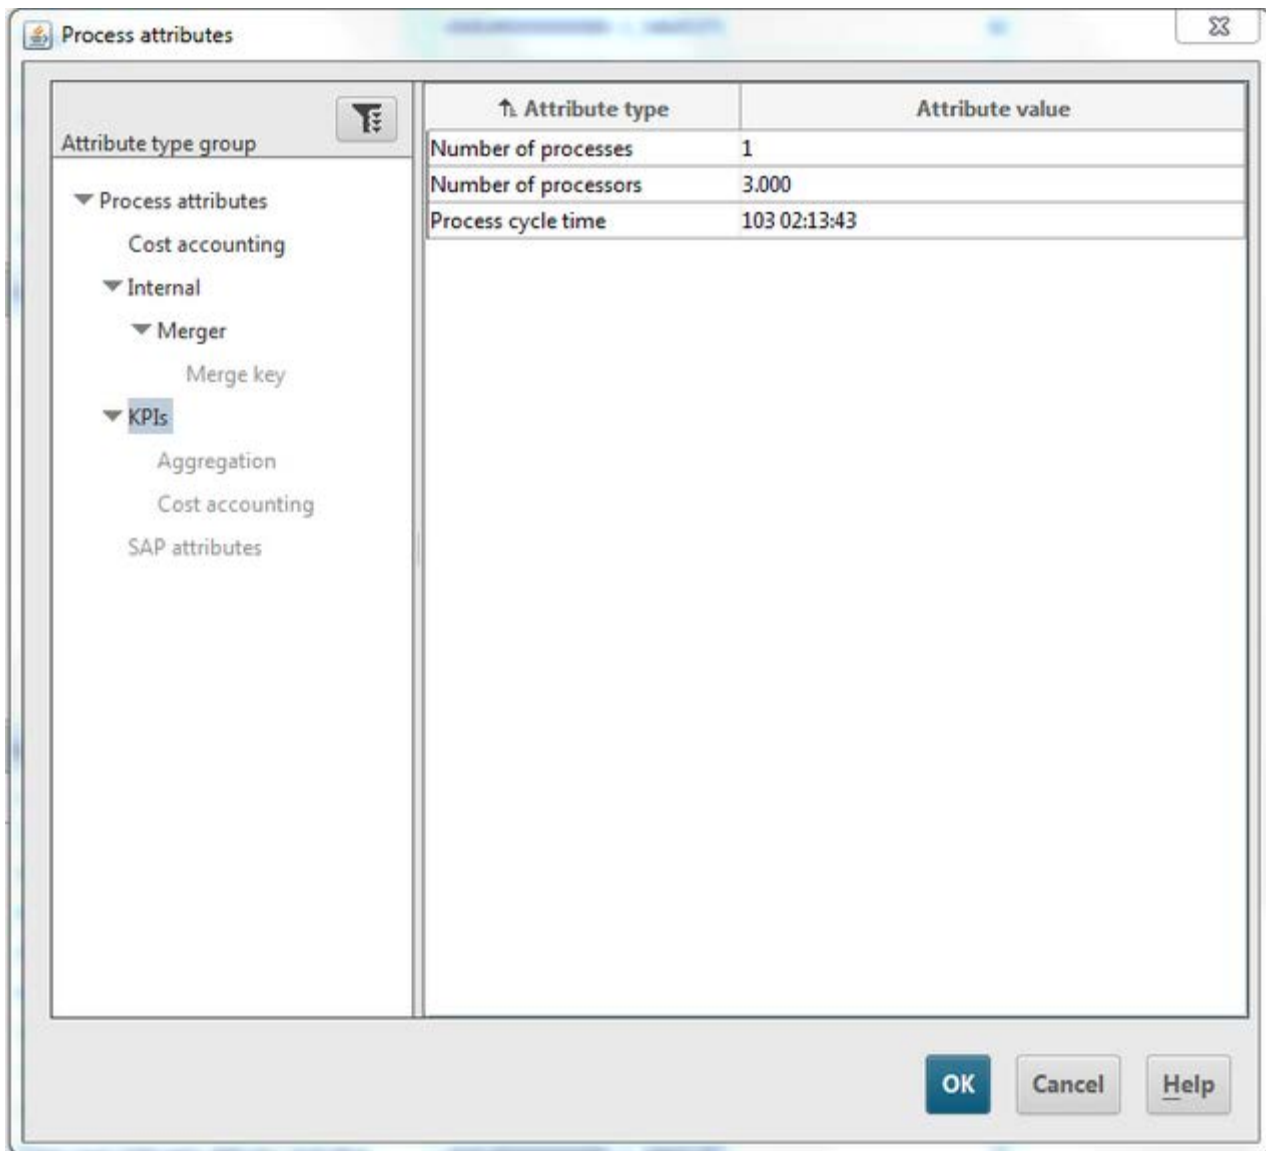 Process attributes
Attribute type group
Process attributes
Cost accounting
Internal
Merger
Merge key
KPIs
Aggregation
Cost accounting
SAP attributes
Attribute type Attribute value
Number of processes 1
Number of processors 3.000
Process cycle time 103 02:13:43
OK Cancel Help